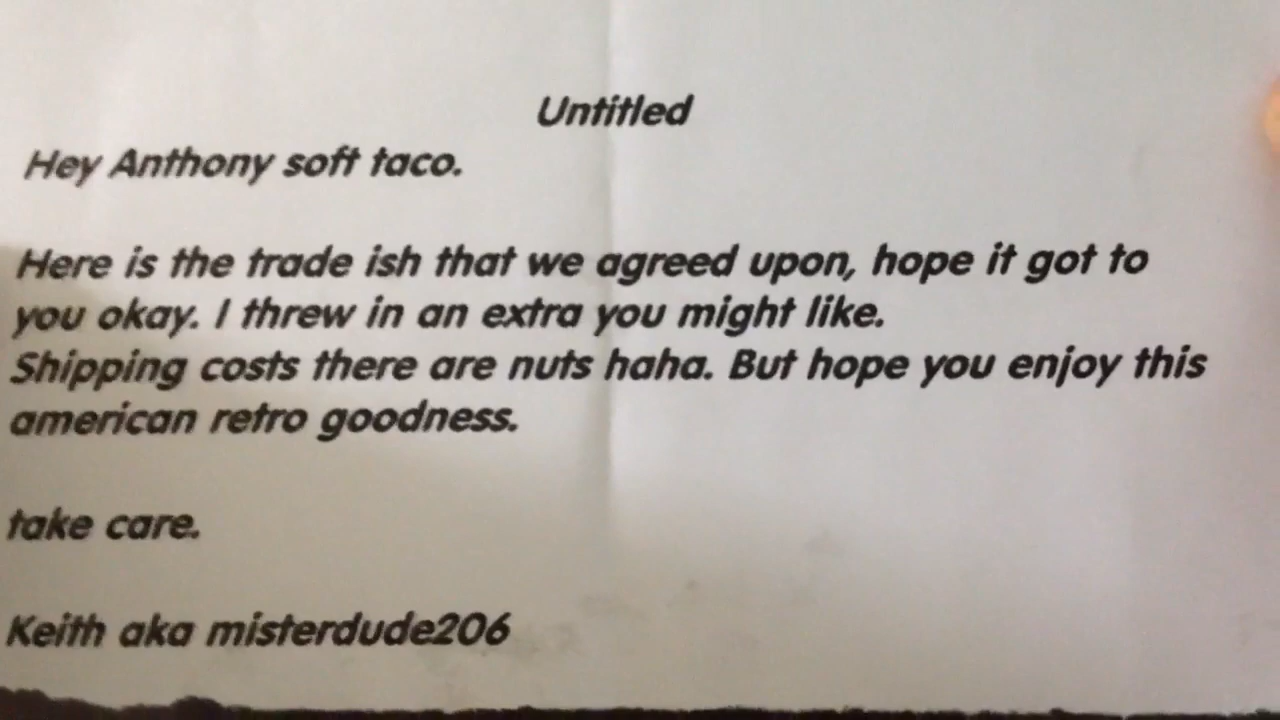 Untitled
Hey Anthony soft taco.
Here is the trade ish that we agreed upon, hope it got to
you okay. I threw in an extra you might like.
Shipping costs there are nuts haha. But hope you enjoy this
american retro goodness.
take care.
Keith aka misterdude206